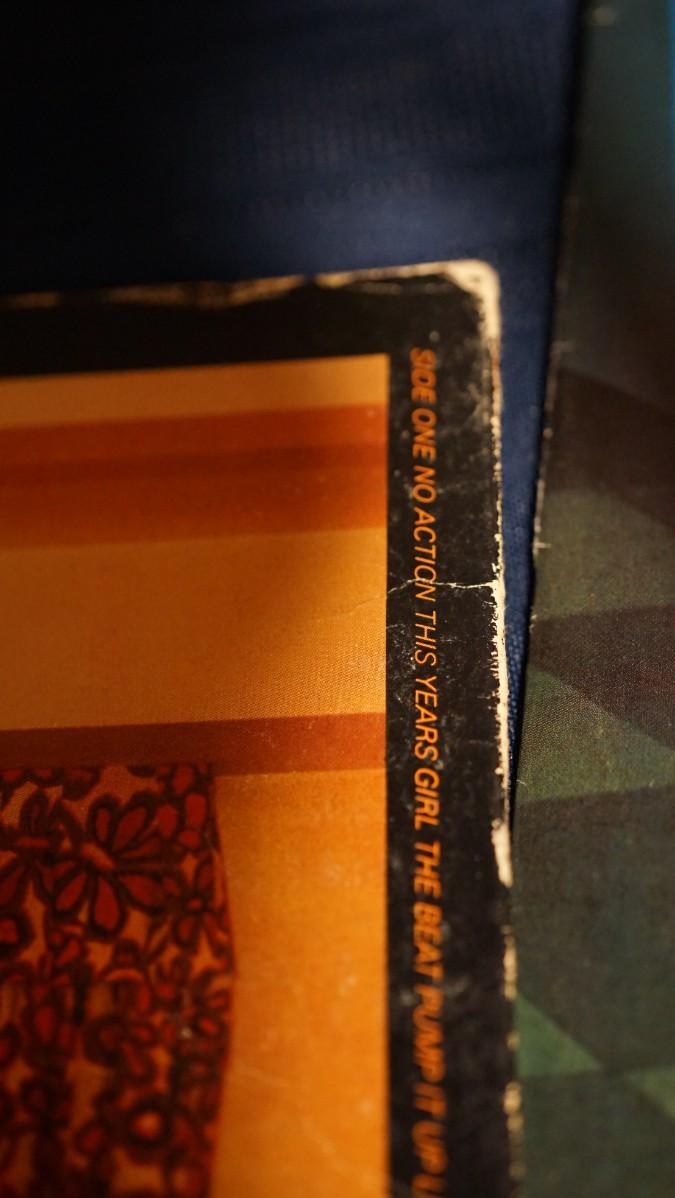 SIDE ONE NO ACTION THIS YEARS GIRL THE BEAT PUMP IT UP